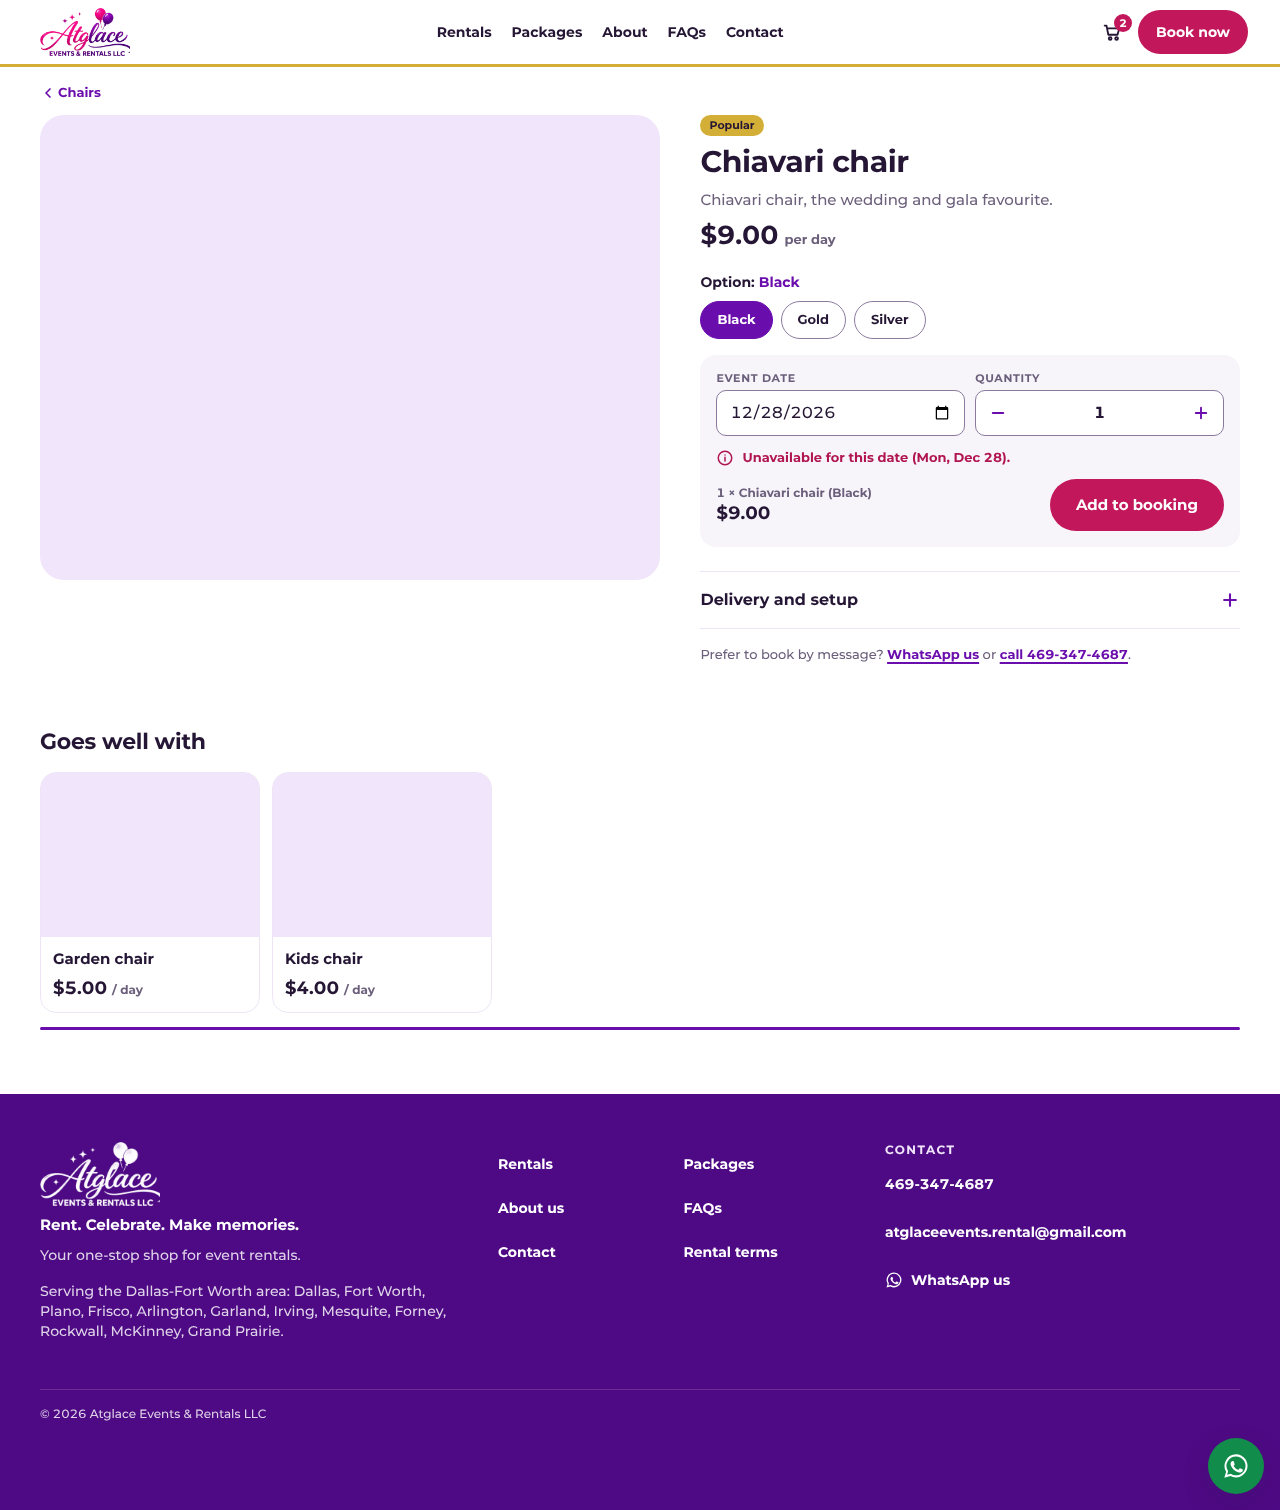 Atglace
EVENTS & RENTALS LLC
Rentals
Packages
About
FAQs
Contact
2
Book now
Chairs
Popular
Chiavari chair
Chiavari chair, the wedding and gala favourite.
$9.00 per day
Option: Black
Black
Gold
Silver
EVENT DATE
QUANTITY
12/28/2026
1
Unavailable for this date (Mon, Dec 28).
1 × Chiavari chair (Black)
$9.00
Add to booking
Delivery and setup
Prefer to book by message? WhatsApp us or call 469-347-4687.
Goes well with
Garden chair
$5.00 / day
Kids chair
$4.00 / day
Atglace
EVENTS & RENTALS LLC
Rent. Celebrate. Make memories.
Your one-stop shop for event rentals.
Serving the Dallas-Fort Worth area: Dallas, Fort Worth,
Plano, Frisco, Arlington, Garland, Irving, Mesquite, Forney,
Rockwall, McKinney, Grand Prairie.
Rentals
Packages
About us
FAQs
Contact
Rental terms
CONTACT
469-347-4687
atglaceevents.rental@gmail.com
WhatsApp us
© 2026 Atglace Events & Rentals LLC